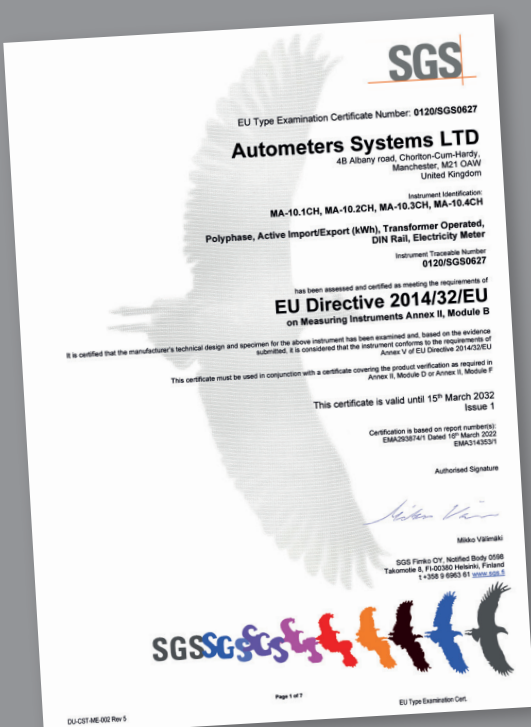 SGS
EU Type Examination Certificate Number: 0120/SGS0627
Autometers Systems LTD
4B Albany road, Chorlton-Cum-Hardy,
Manchester, M21 OAW
United Kingdom
Instrument Identification:
MA-10.1CH, MA-10.2CH, MA-10.3CH, MA-10.4CH
Polyphase, Active Import/Export (kWh), Transformer Operated,
DIN Rail, Electricity Meter
Instrument Traceable Number
0120/SGS0627
has been assessed and certified as meeting the requirements of
EU Directive 2014/32/EU
on Measuring Instruments Annex II, Module B
It is certified that the manufacturer's technical design and specimen for the above instrument has been examined and, based on the evidence
submitted, it is considered that the instrument conforms to the requirements of
Annex V of EU Directive 2014/32/EU
This certificate must be used in conjunction with a certificate covering the product verification as required in
Annex II, Module D or Annex II, Module F
This certificate is valid until 15th March 2032
Issue 1
Certification is based on report number(s):
EMA293874/1 Dated 16th March 2022
EMA314353/1
Authorised Signature
Mikko Välimäki
SGS Fimko OY, Notified Body 0598
Takomotie 8, FI-00380 Helsinki, Finland
t +358 9 6963 61 www.sgs.fi
SGSSGSSGSSGS
Page 1 of 7
DU-CST-ME-002 Rev 5
EU Type Examination Cert.